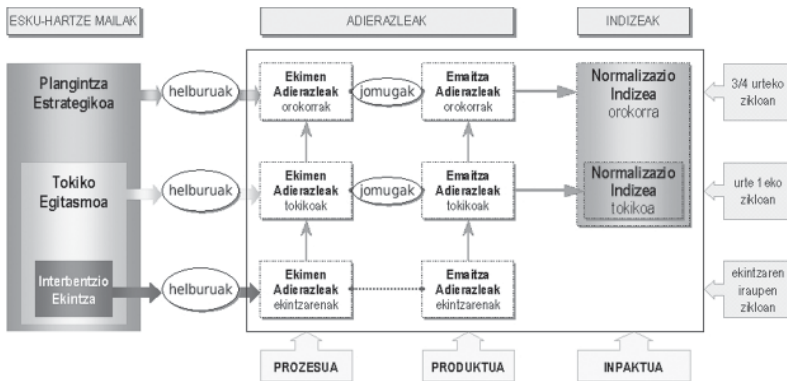 ESKU-HARTZE MAILAK
ADIERAZLEAK
INDIZEAK
Plangintza
Estrategikoa
helburuak
Ekimen
Adierazleak
orokorrak
jomugak
Emaitza
Adierazleak
orokorrak
Normalizazio
Indizea
orokorra
3/4 urteko
zikloan
Tokiko
Egitasmoa
helburuak
Ekimen
Adierazleak
tokikoak
jomugak
Emaitza
Adierazleak
tokikoak
Normalizazio
Indizea
tokikoa
urte 1eko
zikloan
Interbentzio
Ekintza
helburuak
Ekimen
Adierazleak
ekintzarenak
Emaitza
Adierazleak
ekintzarenak
ekintzaren
iraupen
zikloan
PROZESUA
PRODUKTUA
INPAKTUA